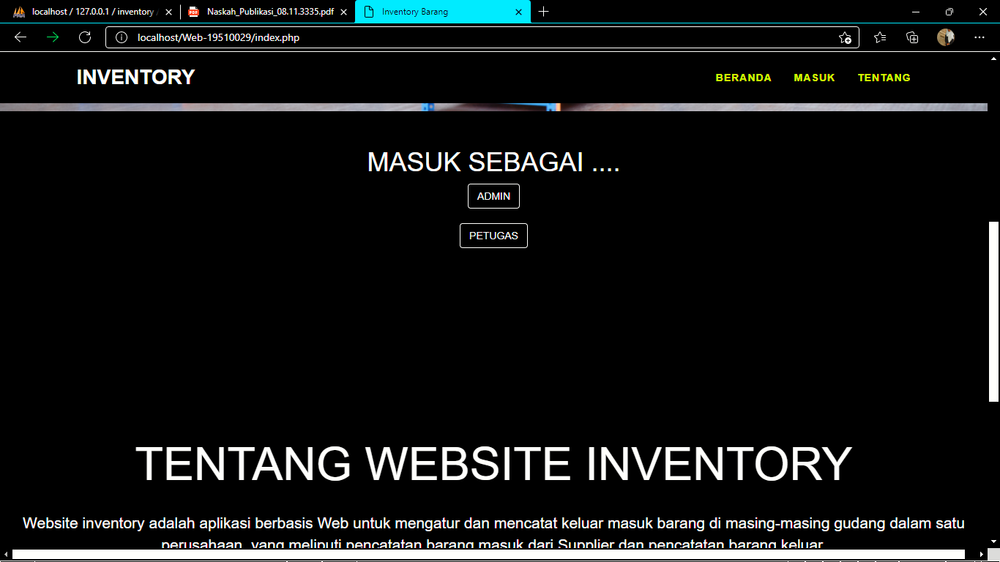 localhost / 127.0.0.1 / inventory /
Naskah_Publikasi_08.11.3335.pdf
Inventory Barang
localhost/Web-19510029/index.php
INVENTORY
BERANDA
MASUK
TENTANG
MASUK SEBAGAI ....
ADMIN
PETUGAS
TENTANG WEBSITE INVENTORY
Website inventory adalah aplikasi berbasis Web untuk mengatur dan mencatat keluar masuk barang di masing-masing gudang dalam satu
perusahaan, yang meliputi pencatatan barang masuk dari Supplier dan pencatatan barang keluar